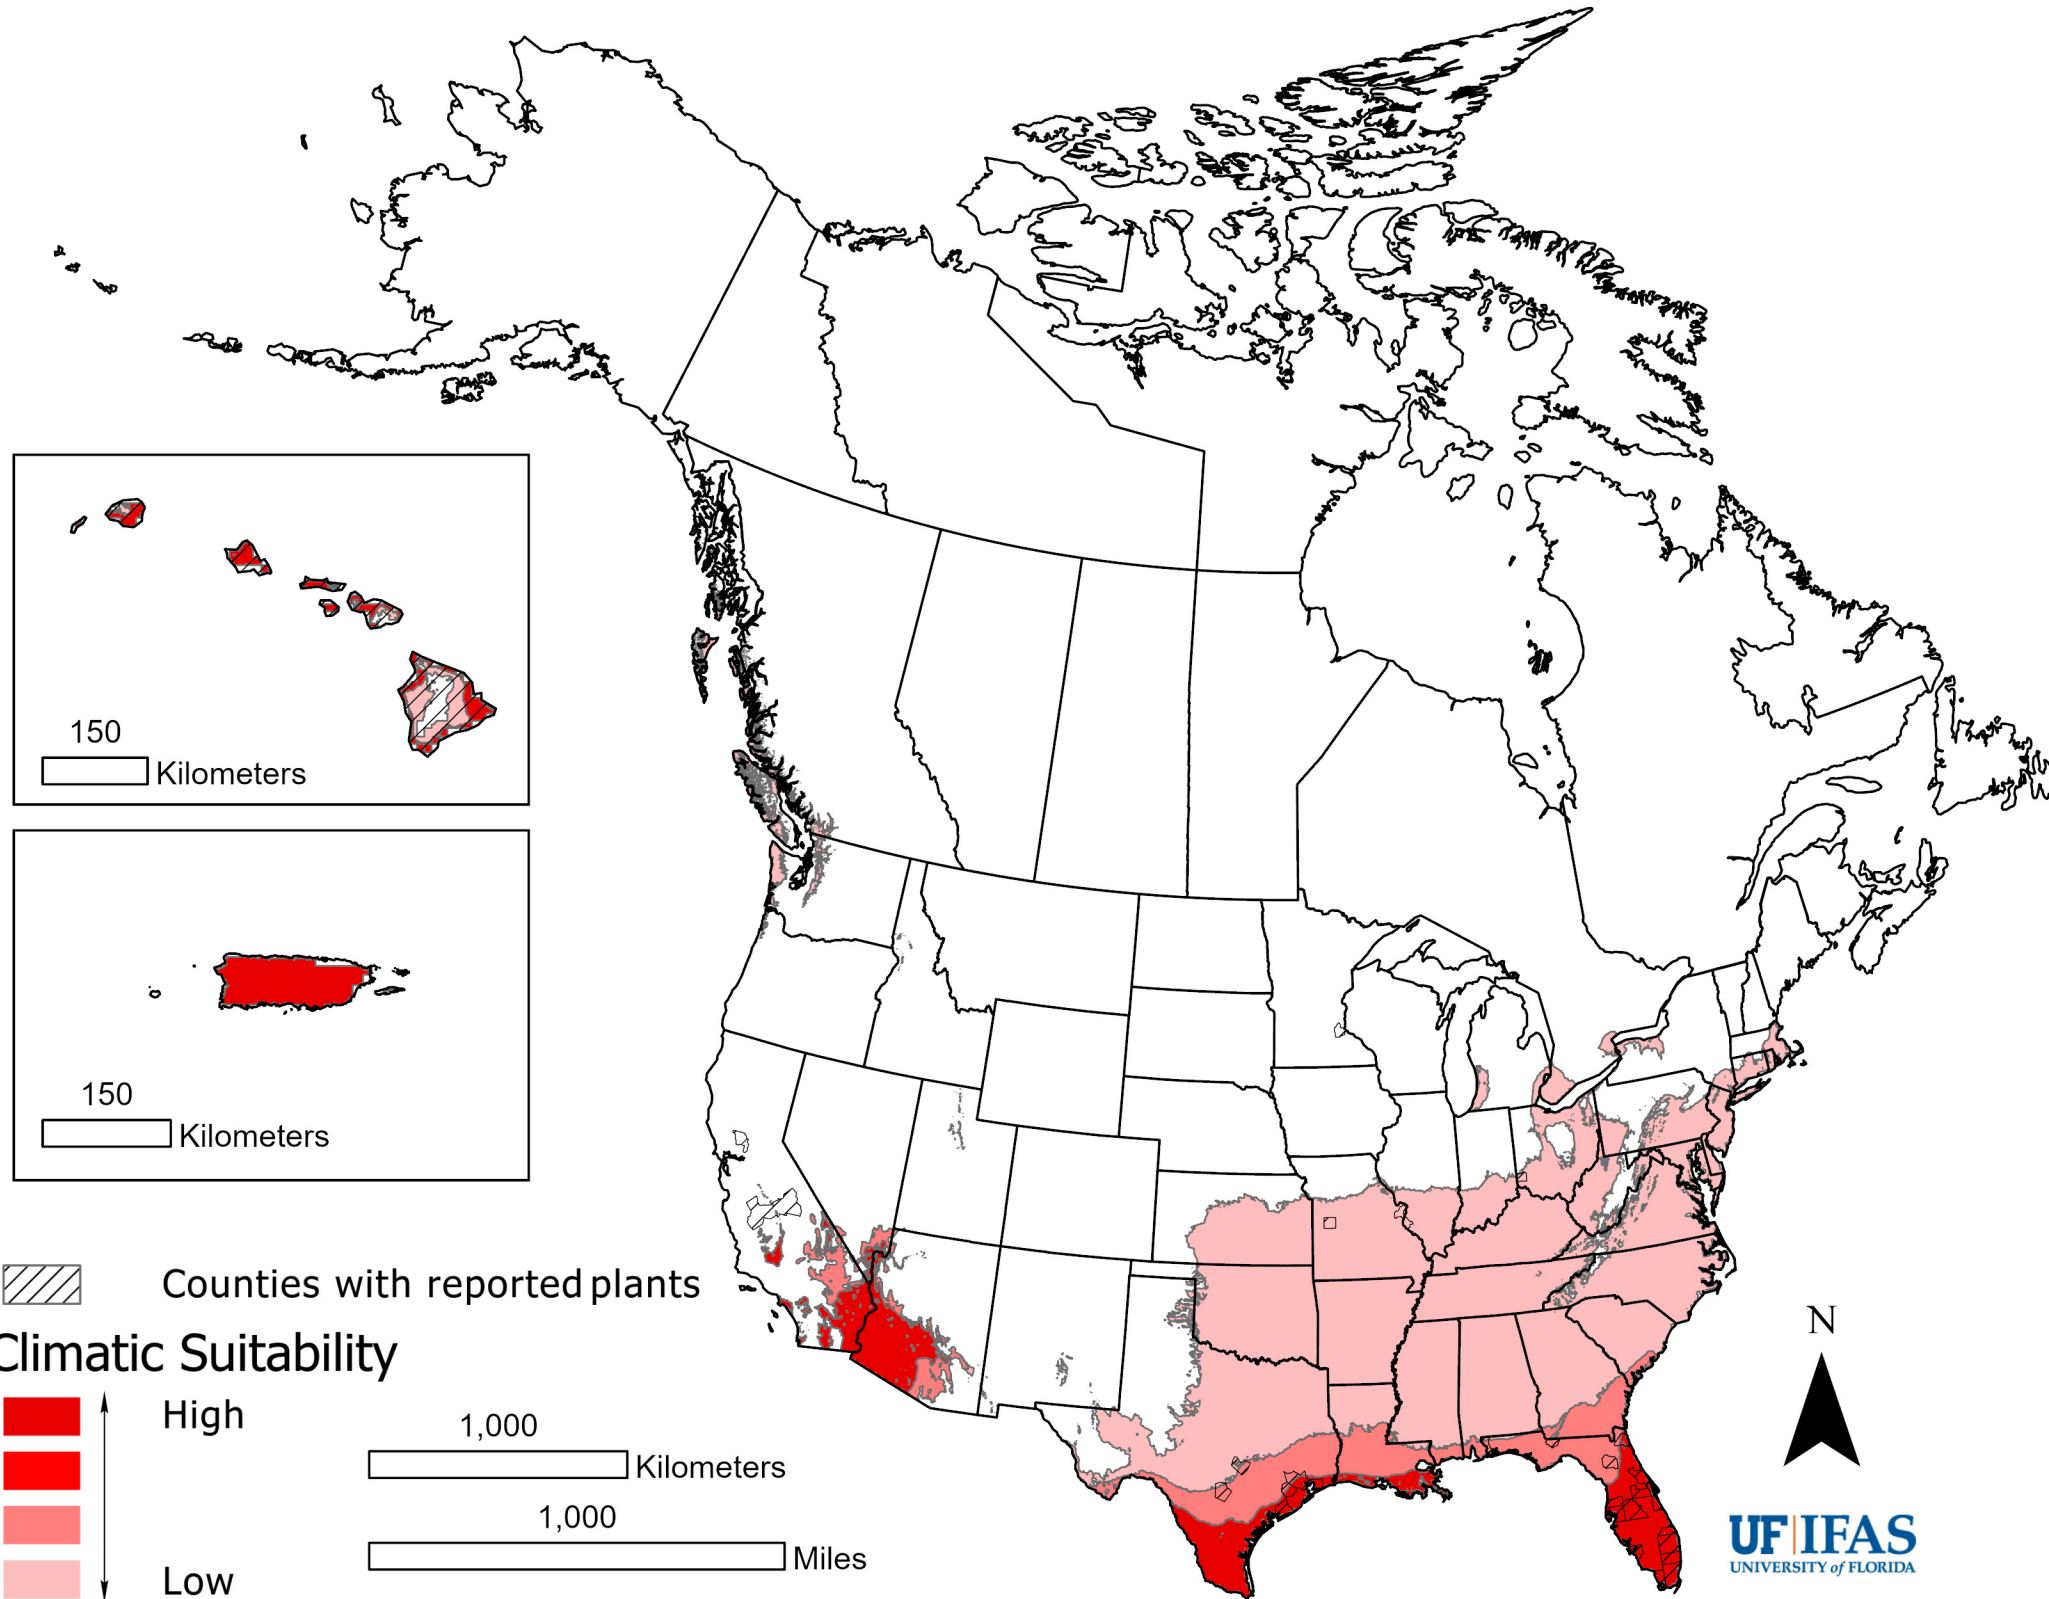 150
Kilometers
150
Kilometers
Counties with reported plants
Climatic Suitability
High
Low
1,000
Kilometers
1,000
Miles
N
UF|IFAS
UNIVERSITY of FLORIDA